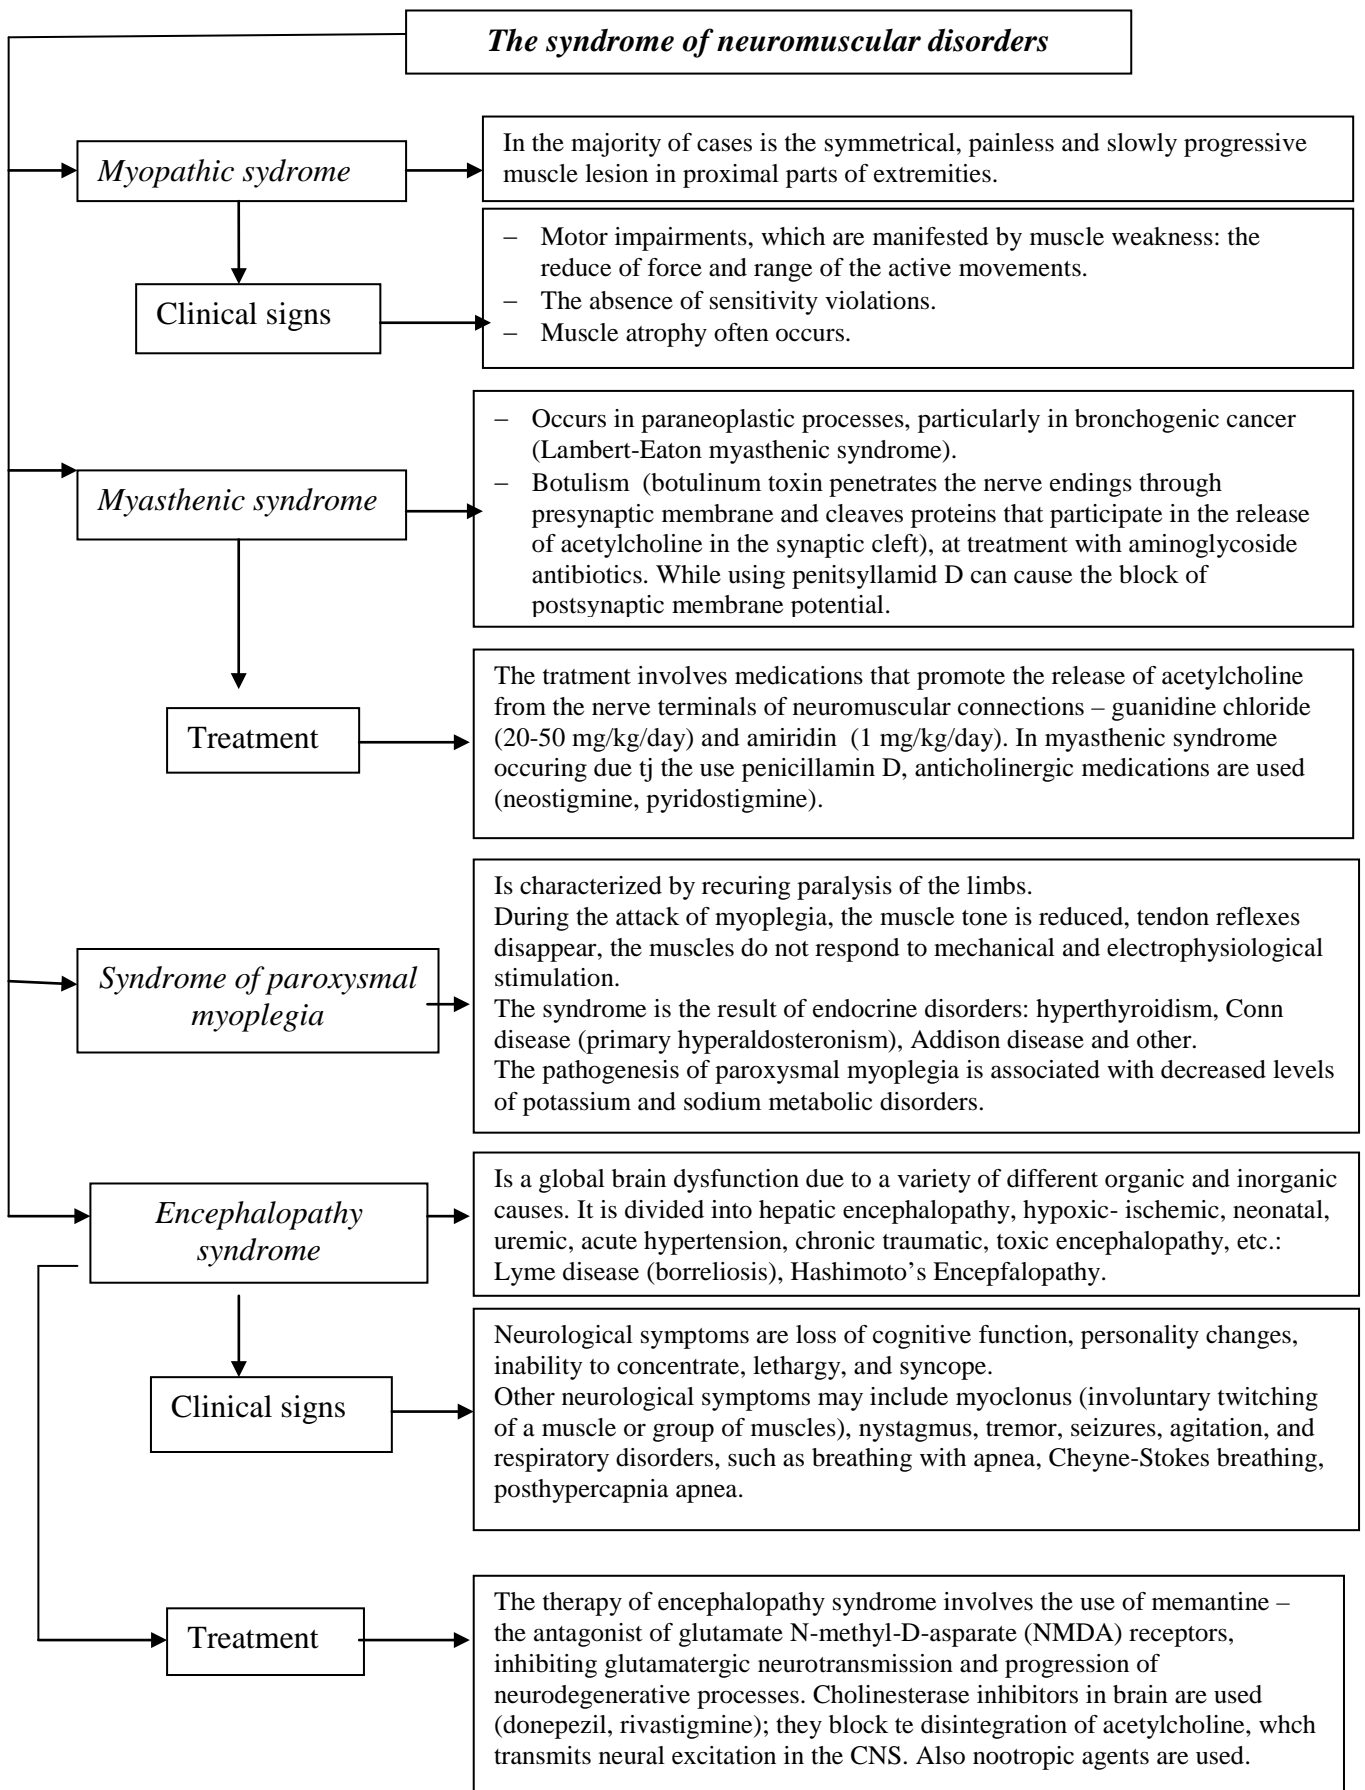 The syndrome of neuromuscular disorders
Myopathic sydrome
In the majority of cases is the symmetrical, painless and slowly progressive
muscle lesion in proximal parts of extremities.
Clinical signs
– Motor impairments, which are manifested by muscle weakness: the
reduce of force and range of the active movements.
– The absence of sensitivity violations.
– Muscle atrophy often occurs.
Myasthenic syndrome
– Occurs in paraneoplastic processes, particularly in bronchogenic cancer
(Lambert-Eaton myasthenic syndrome).
– Botulism (botulinum toxin penetrates the nerve endings through
presynaptic membrane and cleaves proteins that participate in the release
of acetylcholine in the synaptic cleft), at treatment with aminoglycoside
antibiotics. While using penitsyllamid D can cause the block of
postsynaptic membrane potential.
Treatment
The tratment involves medications that promote the release of acetylcholine
from the nerve terminals of neuromuscular connections – guanidine chloride
(20-50 mg/kg/day) and amiridin (1 mg/kg/day). In myasthenic syndrome
occuring due tj the use penicillamin D, anticholinergic medications are used
(neostigmine, pyridostigmine).
Syndrome of paroxysmal
myoplegia
Is characterized by recuring paralysis of the limbs.
During the attack of myoplegia, the muscle tone is reduced, tendon reflexes
disappear, the muscles do not respond to mechanical and electrophysiological
stimulation.
The syndrome is the result of endocrine disorders: hyperthyroidism, Conn
disease (primary hyperaldosteronism), Addison disease and other.
The pathogenesis of paroxysmal myoplegia is associated with decreased levels
of potassium and sodium metabolic disorders.
Encephalopathy
syndrome
Is a global brain dysfunction due to a variety of different organic and inorganic
causes. It is divided into hepatic encephalopathy, hypoxic- ischemic, neonatal,
uremic, acute hypertension, chronic traumatic, toxic encephalopathy, etc.:
Lyme disease (borreliosis), Hashimoto’s Encepfalopathy.
Clinical signs
Neurological symptoms are loss of cognitive function, personality changes,
inability to concentrate, lethargy, and syncope.
Other neurological symptoms may include myoclonus (involuntary twitching
of a muscle or group of muscles), nystagmus, tremor, seizures, agitation, and
respiratory disorders, such as breathing with apnea, Cheyne-Stokes breathing,
posthypercapnia apnea.
Treatment
The therapy of encephalopathy syndrome involves the use of memantine –
the antagonist of glutamate N-methyl-D-asparate (NMDA) receptors,
inhibiting glutamatergic neurotransmission and progression of
neurodegenerative processes. Cholinesterase inhibitors in brain are used
(donepezil, rivastigmine); they block te disintegration of acetylcholine, whch
transmits neural excitation in the CNS. Also nootropic agents are used.